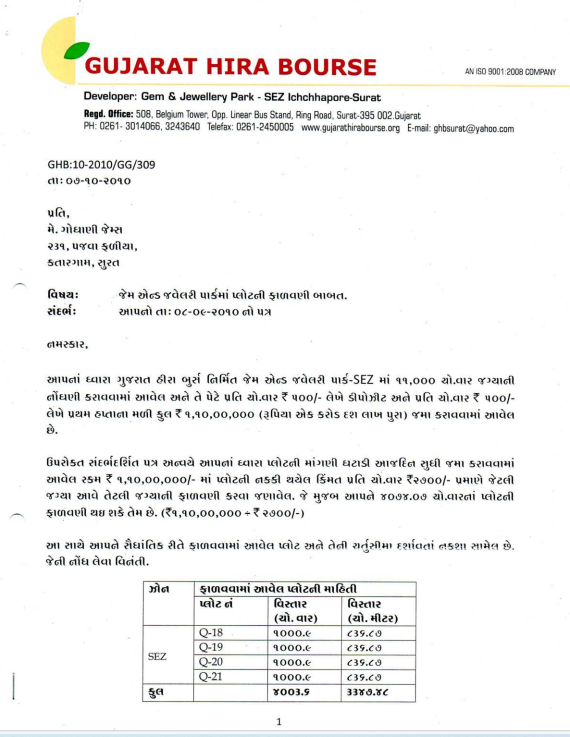 GUJARAT HIRA BOURSE
AN ISO 9001:2008 COMPANY
Developer: Gem & Jewellery Park - SEZ Ichchhapore-Surat
Regd. Office: 508, Belgium Tower, Opp. Linear Bus Stand, Ring Road, Surat-395 002.Gujarat
PH: 0261- 3014066, 3243640 Telefax: 0261-2450005 www.gujarathirabourse.org E-mail: ghbsurat@yahoo.com
GHB:10-2010/GG/309
તા: ૦૭-૧૦-૨૦૧૦
પ્રતિ,
મે. ગોધાણી જેમ્સ
૨૩૧, પજવા ફળીયા,
કતારગામ, સુરત
વિષય: જેમ એન્ડ જવેલરી પાર્કમાં પ્લોટની ફાળવણી બાબત.
સંદર્ભ: આપનો તા: ૦૮-૦૯-૨૦૧૦ નો પત્ર
નમસ્કાર,
આપનાં ધ્વારા ગુજરાત હીરા બુર્સ નિર્મિત જેમ એન્ડ જવેલરી પાર્ક-SEZ માં ૧૧,૦૦૦ ચો.વાર જગ્યાની
નોંધણી કરાવવામાં આવેલ અને તે પેટે પ્રતિ ચો.વાર ₹ ૫૦૦/- લેખે ડીપોઝીટ અને પ્રતિ ચો.વાર ₹ ૫૦૦/-
લેખે પ્રથમ હપ્તાના મળી કુલ ₹ ૧,૧૦,૦૦,૦૦૦ (રૂપિયા એક કરોડ દશ લાખ પુરા) જમા કરાવવામાં આવેલ
છે.
ઉપરોક્ત સંદર્ભદર્શિત પત્ર અન્વયે આપનાં ધ્વારા પ્લોટની માંગણી ઘટાડી આજદિન સુધી જમા કરાવવામાં
આવેલ રકમ ₹ ૧,૧૦,૦૦,૦૦૦/- માં પ્લોટની નકકી થયેલ કિંમત પ્રતિ ચો.વાર ₹૨૭૦૦/- પ્રમાણે જેટલી
જગ્યા આવે તેટલી જગ્યાની ફાળવણી કરવા જણાવેલ. જે મુજબ આપને ૪૦૭૪.૦૭ ચો.વારનાં પ્લોટની
ફાળવણી થઇ શકે તેમ છે. (₹૧,૧૦,૦૦,૦૦૦ ÷ ₹ ૨૭૦૦/-)
આ સાથે આપને સૈધ્ધાંતિક રીતે ફાળવવામાં આવેલ પ્લોટ અને તેની ચર્તુસીમા દર્શાવતાં નકશા સામેલ છે.
જેની નોંધ લેવા વિનંતી.
ઝોન ફાળવવામાં આવેલ પ્લોટની માહિતી
પ્લોટ નં વિસ્તાર વિસ્તાર
(ચો. વાર) (ચો. મીટર)
Q-18 ૧૦૦૦.૯ ૮૩૬.૮૭
Q-19 ૧૦૦૦.૯ ૮૩૬.૮૭
SEZ
Q-20 ૧૦૦૦.૯ ૮૩૬.૮૭
Q-21 ૧૦૦૦.૯ ૮૩૬.૮૭
કુલ ૪૦૦૩.૬ ૩૩૪૭.૪૮
1